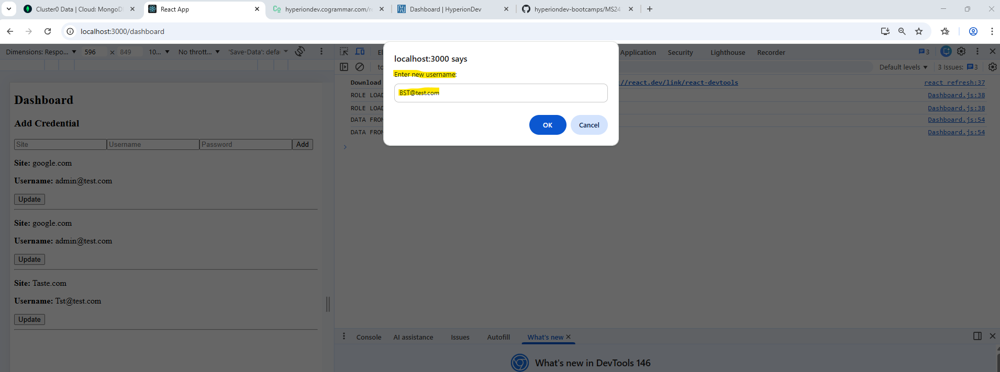 Cluster0 Data | Cloud: MongoD
React App
hyperiondev.cogrammar.com/re
Dashboard | HyperionDev
hyperiondev-bootcamps/MS24
localhost:3000/dashboard
Dimensions: Respo... 596 × 849 10... No thrott... 'Save-Data': defau
Application Security Lighthouse Recorder 3
Default levels 3 Issues: 3
localhost:3000 says
Enter new username:
BST@test.com
OK Cancel
Dashboard
Add Credential
Site Username Password Add
Site: google.com
Username: admin@test.com
Update
Site: google.com
Username: admin@test.com
Update
Site: Taste.com
Username: Tst@test.com
Update
Download //react.dev/link/react-devtools react refresh:37
ROLE LOAD Dashboard.js:38
ROLE LOAD Dashboard.js:38
DATA FROM Dashboard.js:54
DATA FROM Dashboard.js:54
Console AI assistance Issues Autofill What's new
What's new in DevTools 146